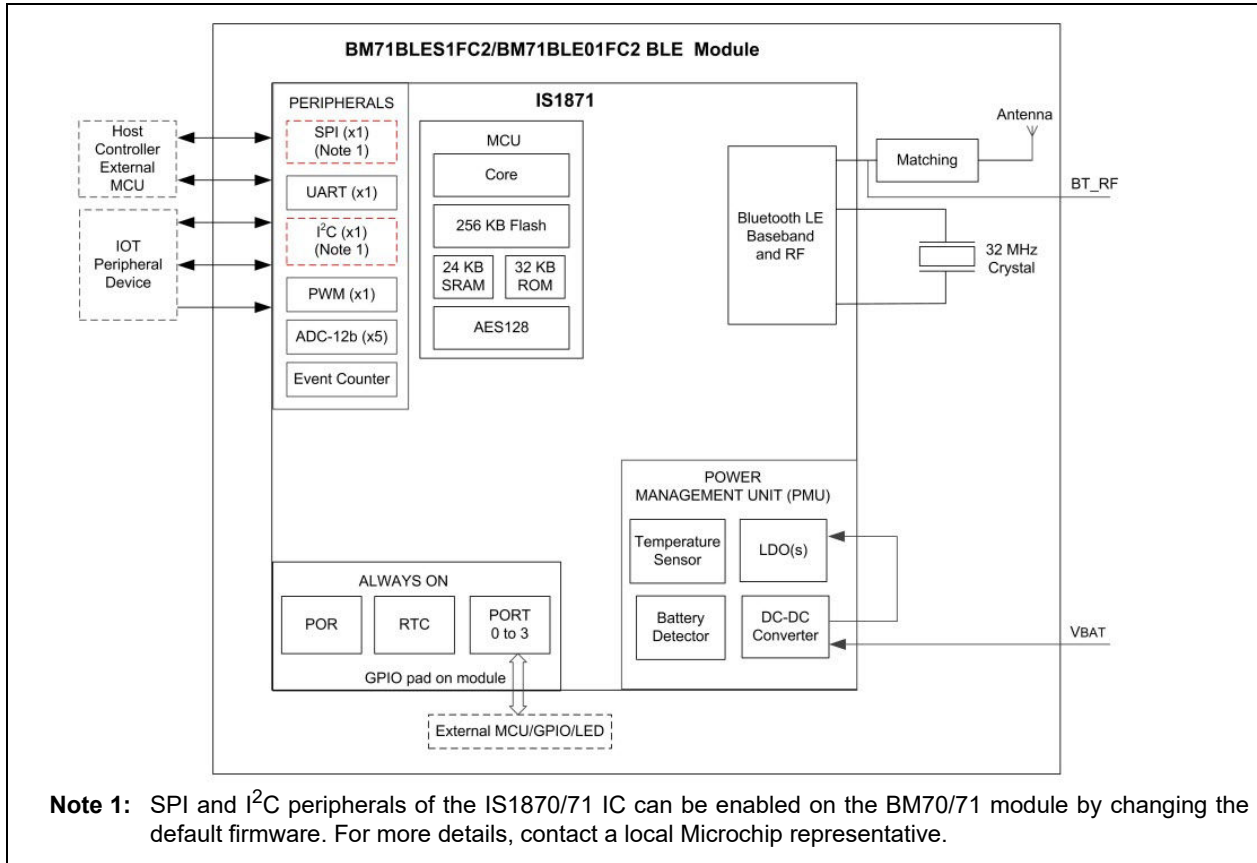 BM71BLES1FC2/BM71BLE01FC2 BLE Module
IS1871
PERIPHERALS
SPI (x1)
(Note 1)
UART (x1)
I²C (x1)
(Note 1)
PWM (x1)
ADC-12b (x5)
Event Counter
Host
Controller
External
MCU
IOT
Peripheral
Device
MCU
Core
256 KB Flash
24 KB
SRAM
32 KB
ROM
AES128
Bluetooth LE
Baseband
and RF
Matching
Antenna
BT_RF
32 MHz
Crystal
POWER
MANAGEMENT UNIT (PMU)
Temperature
Sensor
LDO(s)
Battery
Detector
DC-DC
Converter
VBAT
ALWAYS ON
POR
RTC
PORT
0 to 3
GPIO pad on module
External MCU/GPIO/LED
Note 1: SPI and I²C peripherals of the IS1870/71 IC can be enabled on the BM70/71 module by changing the
default firmware. For more details, contact a local Microchip representative.